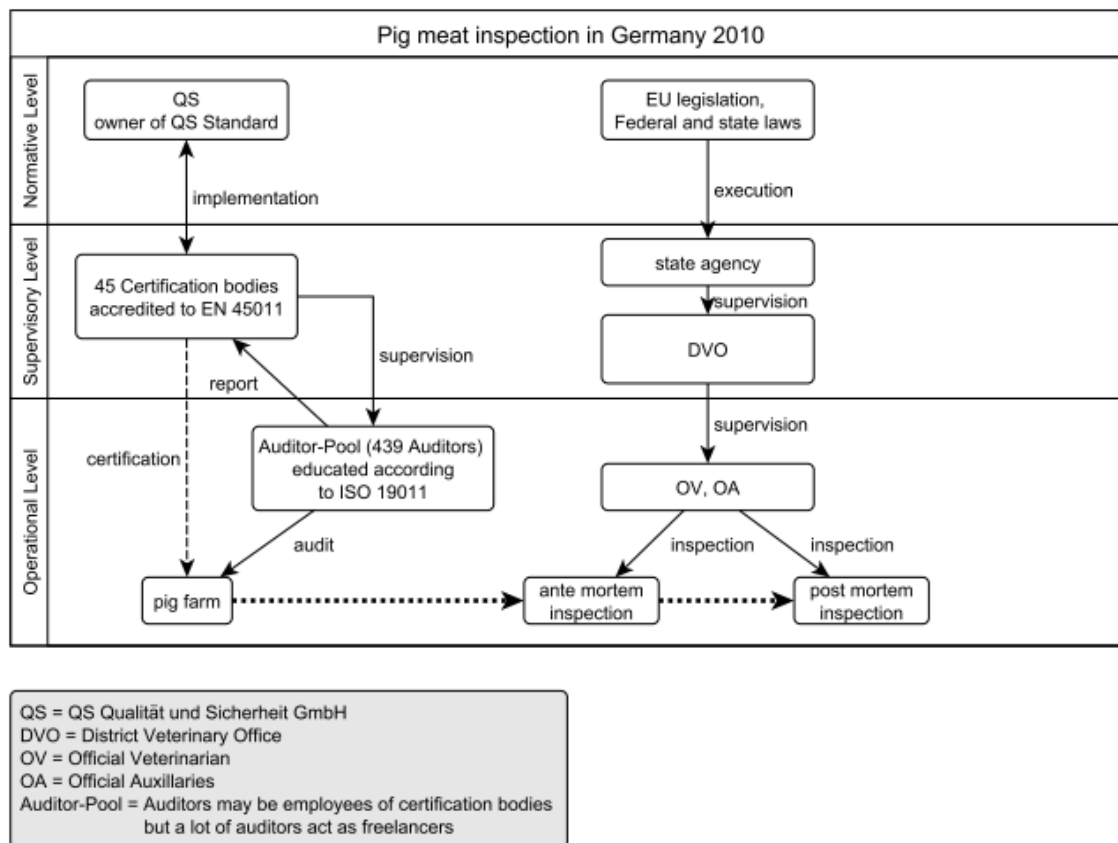 Pig meat inspection in Germany 2010
Normative Level
QS
owner of QS Standard
EU legislation,
Federal and state laws
implementation
execution
Supervisory Level
45 Certification bodies
accredited to EN 45011
state agency
supervision
DVO
supervision
report
Operational Level
supervision
Auditor-Pool (439 Auditors)
educated according
to ISO 19011
certification
OV, OA
audit
inspection
inspection
pig farm
ante mortem
inspection
post mortem
inspection
QS = QS Qualität und Sicherheit GmbH
DVO = District Veterinary Office
OV = Official Veterinarian
OA = Official Auxillaries
Auditor-Pool = Auditors may be employees of certification bodies
but a lot of auditors act as freelancers